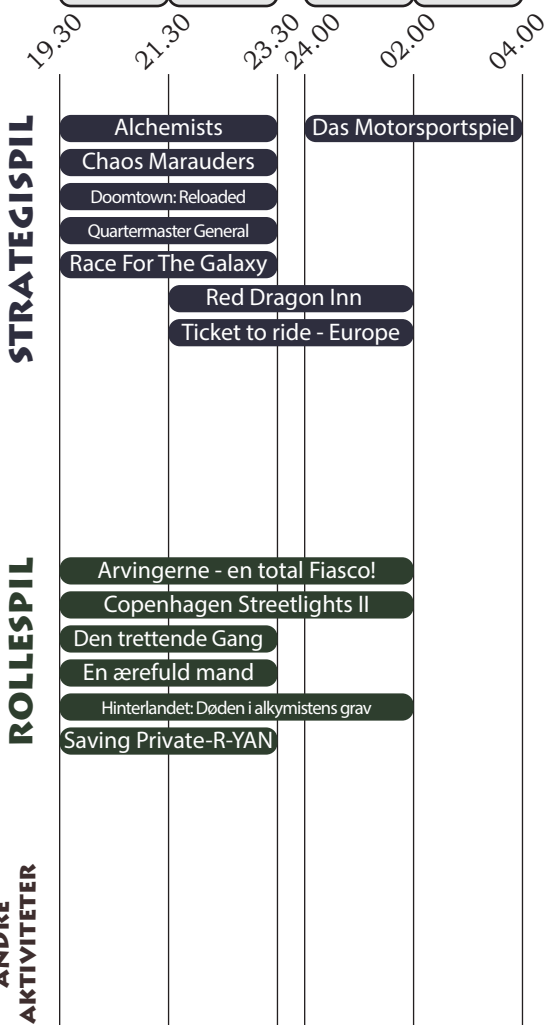 19.30
21.30
23.30
24.00
02.00
04.00
STRATEGISPIL
Alchemists
Das Motorsportspiel
Chaos Marauders
Doomtown: Reloaded
Quartermaster General
Race For The Galaxy
Red Dragon Inn
Ticket to ride - Europe
ROLLESPIL
Arvingerne - en total Fiasco!
Copenhagen Streetlights II
Den trettende Gang
En ærefuld mand
Hinterlandet: Døden i alkymistens grav
Saving Private-R-YAN
ANDRE
AKTIVITETER